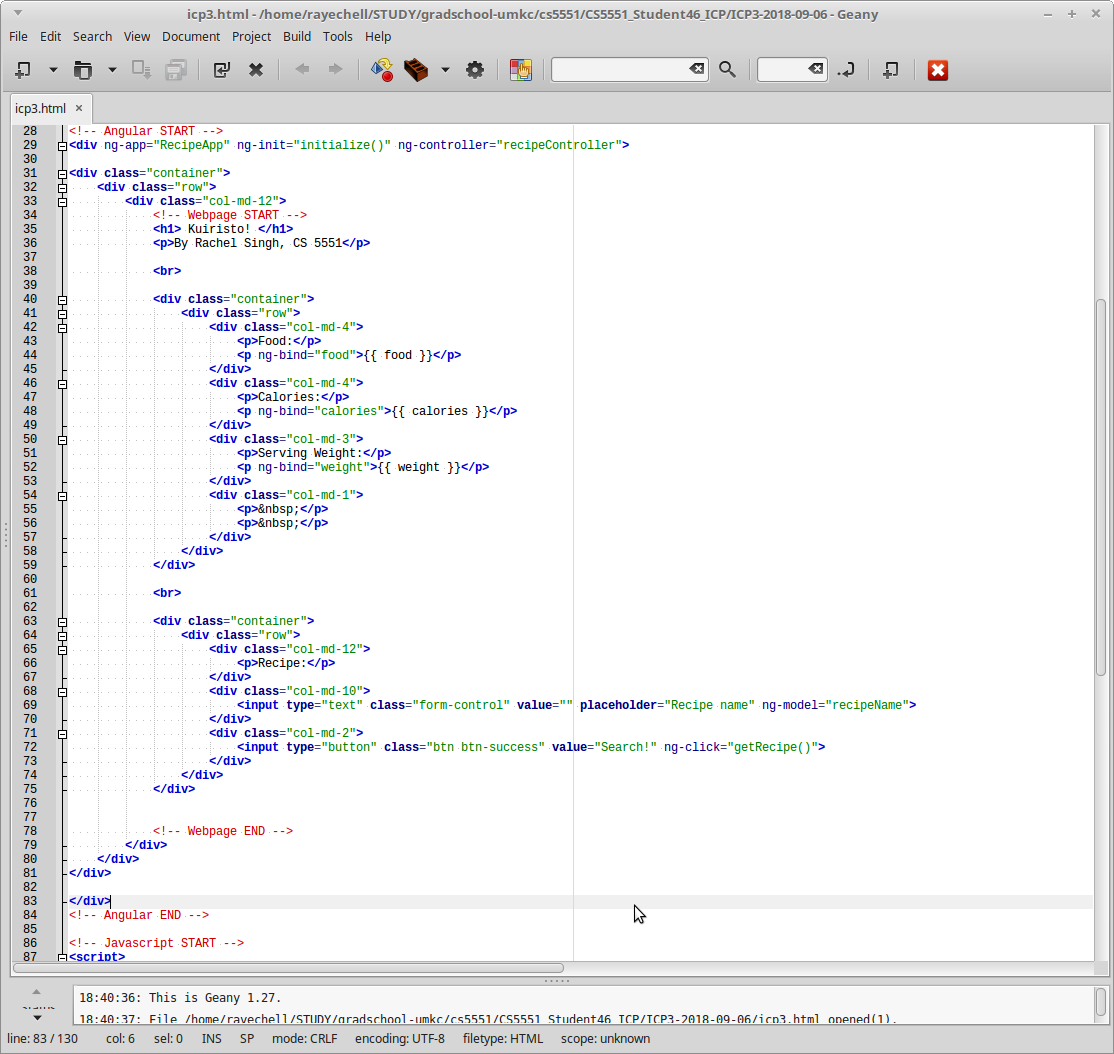 icp3.html - /home/rayechell/STUDY/gradschool-umkc/cs5551/CS5551_Student46_ICP/ICP3-2018-09-06 - Geany
File Edit Search View Document Project Build Tools Help
icp3.html
28 <!-- Angular START -->
29 <div ng-app="RecipeApp" ng-init="initialize()" ng-controller="recipeController">
30
31 <div class="container">
32 <div class="row">
33 <div class="col-md-12">
34 <!-- Webpage START -->
35 <h1> Kuiristo! </h1>
36 <p>By Rachel Singh, CS 5551</p>
37
38 <br>
39
40 <div class="container">
41 <div class="row">
42 <div class="col-md-4">
43 <p>Food:</p>
44 <p ng-bind="food">{{ food }}</p>
45 </div>
46 <div class="col-md-4">
47 <p>Calories:</p>
48 <p ng-bind="calories">{{ calories }}</p>
49 </div>
50 <div class="col-md-3">
51 <p>Serving Weight:</p>
52 <p ng-bind="weight">{{ weight }}</p>
53 </div>
54 <div class="col-md-1">
55 <p>&nbsp;</p>
56 <p>&nbsp;</p>
57 </div>
58 </div>
59 </div>
60
61 <br>
62
63 <div class="container">
64 <div class="row">
65 <div class="col-md-12">
66 <p>Recipe:</p>
67 </div>
68 <div class="col-md-10">
69 <input type="text" class="form-control" value="" placeholder="Recipe name" ng-model="recipeName">
70 </div>
71 <div class="col-md-2">
72 <input type="button" class="btn btn-success" value="Search!" ng-click="getRecipe()">
73 </div>
74 </div>
75 </div>
76
77
78 <!-- Webpage END -->
79 </div>
80 </div>
81 </div>
82
83 </div>
84 <!-- Angular END -->
85
86 <!-- Javascript START -->
87 <script>
18:40:36: This is Geany 1.27.
18:40:37: File /home/rayechell/STUDY/gradschool-umkc/cs5551/CS5551_Student46_ICP/ICP3-2018-09-06/icp3.html opened(1).
line: 83 / 130 col: 6 sel: 0 INS SP mode: CRLF encoding: UTF-8 filetype: HTML scope: unknown